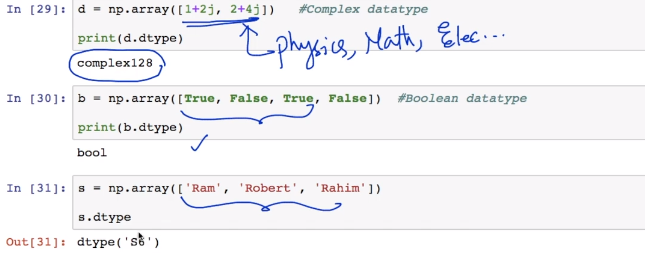 In [29]: d = np.array([1+2j, 2+4j])   #Complex datatype
print(d.dtype)
physics, Math, Elec...
complex128
In [30]: b = np.array([True, False, True, False])  #Boolean datatype
print(b.dtype)
bool
In [31]: s = np.array(['Ram', 'Robert', 'Rahim'])
s.dtype
Out[31]: dtype('S6')